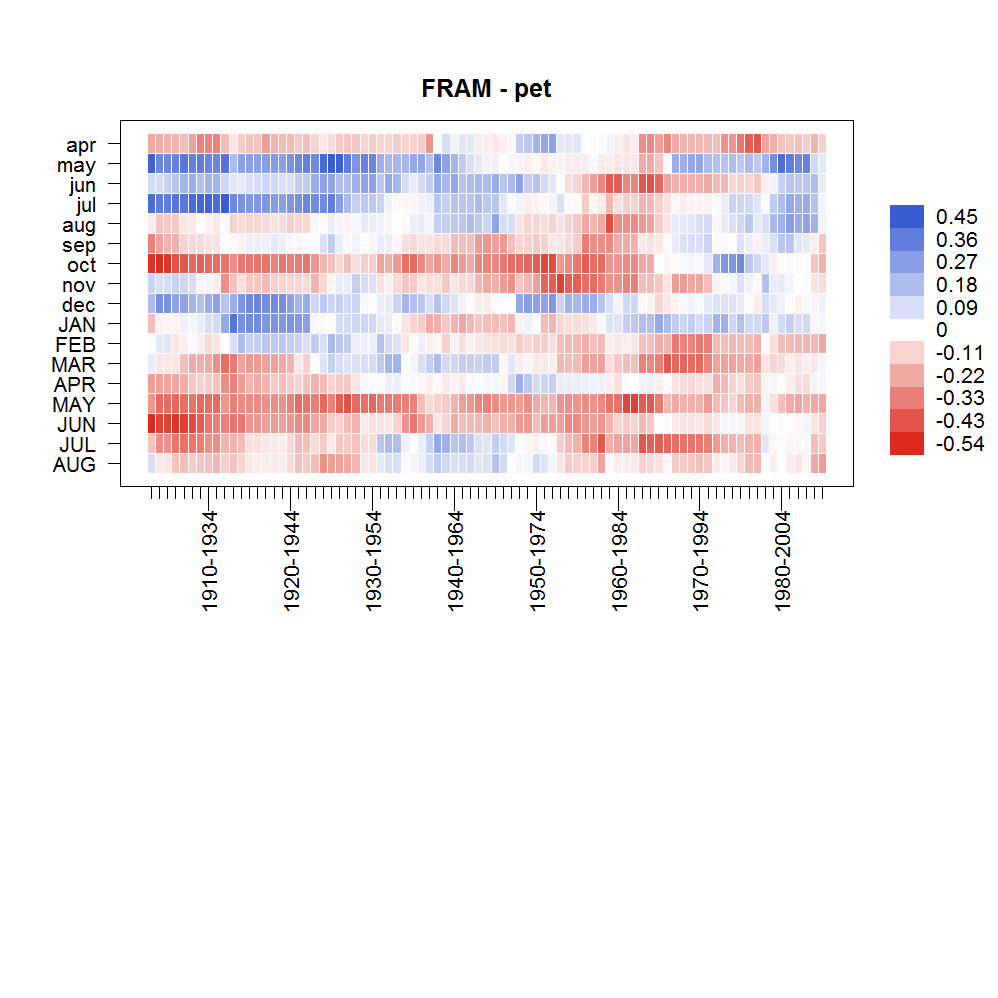 FRAM - pet
apr
may
jun
jul
aug
sep
oct
nov
dec
JAN
FEB
MAR
APR
MAY
JUN
JUL
AUG
0.45
0.36
0.27
0.18
0.09
0
-0.11
-0.22
-0.33
-0.43
-0.54
1910-1934
1920-1944
1930-1954
1940-1964
1950-1974
1960-1984
1970-1994
1980-2004